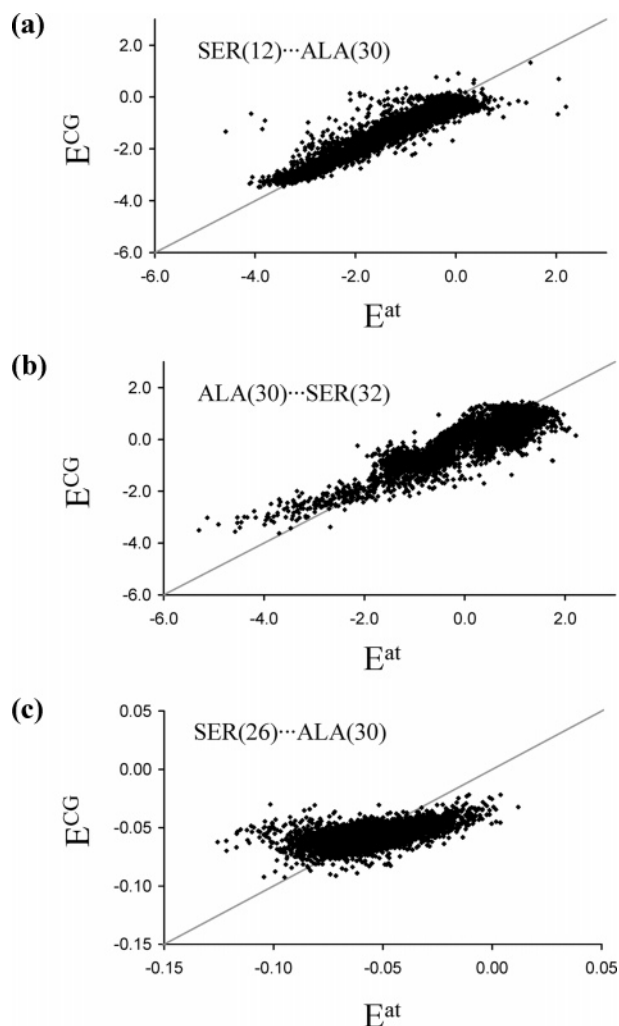 (a)
SER(12)···ALA(30)
2.0
0.0
-2.0
-4.0
-6.0
E^CG
-6.0 -4.0 -2.0 0.0 2.0
E^at
(b)
ALA(30)···SER(32)
2.0
0.0
-2.0
-4.0
-6.0
E^CG
-6.0 -4.0 -2.0 0.0 2.0
E^at
(c)
SER(26)···ALA(30)
0.05
0.00
-0.05
-0.10
-0.15
E^CG
-0.15 -0.10 -0.05 0.00 0.05
E^at